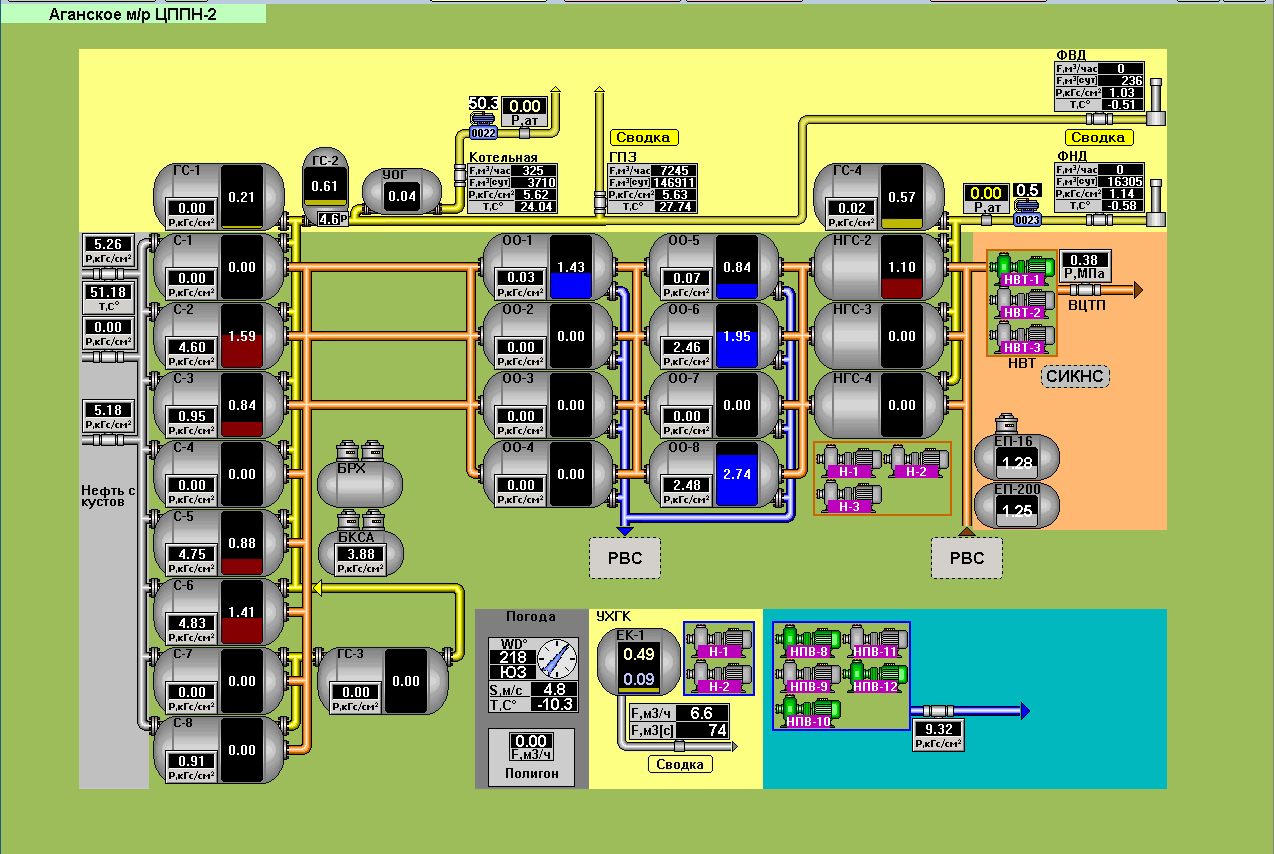 Аганское м/р ЦППН-2
ФВД
F,м³/час 0
F,м³[сут 236
P,кГс/см² 1.03
T,C° -0.51
Сводка
ФНД
F,м³/час 0
F,м³[сут 16305
P,кГс/см² 1.14
T,C° -0.58
50.3
0.00
P,ат
0022
Сводка
Котельная
F,м³/час 325
F,м³[сут 3710
P,кГс/см² 5.62
T,C° 24.04
ГПЗ
F,м³/час 7245
F,м³[сут 146911
P,кГс/см² 5.63
T,C° 27.74
ГС-1
0.21
0.00
P,кГс/см²
ГС-2
0.61
4.6P
УОГ
0.04
ГС-4
0.57
0.02
P,кГс/см²
0.00
P,ат
0.5
0023
5.26
P,кГс/см²
51.18
T,C°
0.00
P,кГс/см²
5.18
P,кГс/см²
Нефть с
кустов
С-1
0.00
0.00
P,кГс/см²
С-2
1.59
4.60
P,кГс/см²
С-3
0.84
0.95
P,кГс/см²
С-4
0.00
0.00
P,кГс/см²
С-5
0.88
4.75
P,кГс/см²
С-6
1.41
4.83
P,кГс/см²
С-7
0.00
0.00
P,кГс/см²
С-8
0.00
0.91
P,кГс/см²
БРХ
БКСА
3.88
P,кГс/см²
ГС-3
0.00
0.00
P,кГс/см²
ОО-1
1.43
0.03
P,кГс/см²
ОО-2
0.00
0.00
P,кГс/см²
ОО-3
0.00
0.00
P,кГс/см²
ОО-4
0.00
0.00
P,кГс/см²
ОО-5
0.84
0.07
P,кГс/см²
ОО-6
1.95
2.46
P,кГс/см²
ОО-7
0.00
0.00
P,кГс/см²
ОО-8
2.74
2.48
P,кГс/см²
НГС-2
1.10
НГС-3
0.00
НГС-4
0.00
Н-1
Н-2
Н-3
НВТ-1
НВТ-2
НВТ-3
НВТ
0.38
P,МПа
ВЦТП
СИКНС
ЕП-16
1.28
ЕП-200
1.25
РВС
РВС
Погода
WD°
218
ЮЗ
S,м/с 4.8
T,C° -10.3
0.00
F,м3/ч
Полигон
УХГК
ЕК-1
0.49
0.09
Н-1
Н-2
F,м3/ч 6.6
F,м3[с] 74
Сводка
НПВ-8
НПВ-11
НПВ-9
НПВ-12
НПВ-10
9.32
P,кГс/см²